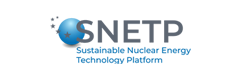 SNETP
Sustainable Nuclear Energy
Technology Platform